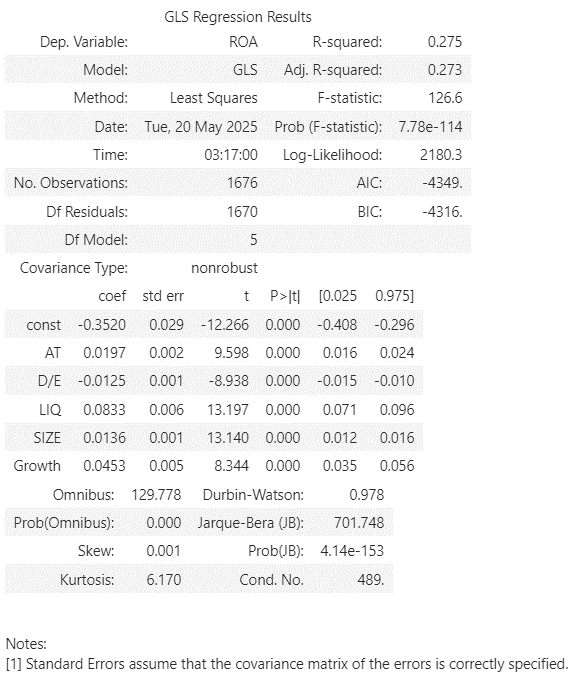 GLS Regression Results
Dep. Variable: ROA R-squared: 0.275
Model: GLS Adj. R-squared: 0.273
Method: Least Squares F-statistic: 126.6
Date: Tue, 20 May 2025 Prob (F-statistic): 7.78e-114
Time: 03:17:00 Log-Likelihood: 2180.3
No. Observations: 1676 AIC: -4349.
Df Residuals: 1670 BIC: -4316.
Df Model: 5
Covariance Type: nonrobust
coef std err t P>|t| [0.025 0.975]
const -0.3520 0.029 -12.266 0.000 -0.408 -0.296
AT 0.0197 0.002 9.598 0.000 0.016 0.024
D/E -0.0125 0.001 -8.938 0.000 -0.015 -0.010
LIQ 0.0833 0.006 13.197 0.000 0.071 0.096
SIZE 0.0136 0.001 13.140 0.000 0.012 0.016
Growth 0.0453 0.005 8.344 0.000 0.035 0.056
Omnibus: 129.778 Durbin-Watson: 0.978
Prob(Omnibus): 0.000 Jarque-Bera (JB): 701.748
Skew: 0.001 Prob(JB): 4.14e-153
Kurtosis: 6.170 Cond. No. 489.
Notes:
[1] Standard Errors assume that the covariance matrix of the errors is correctly specified.